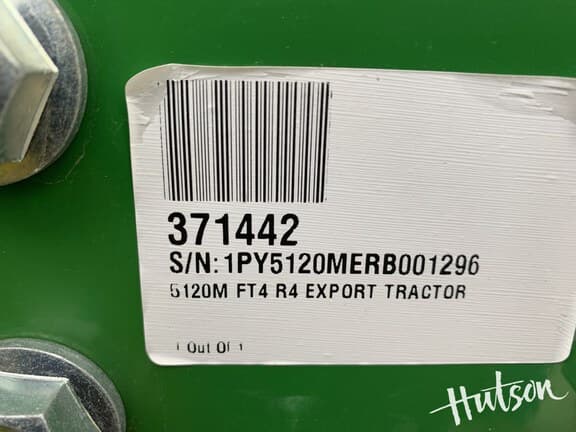 371442
S/N: 1PY5120MERB001296
5120M FT4 R4 EXPORT TRACTOR
1 Out Of 1
Hutson